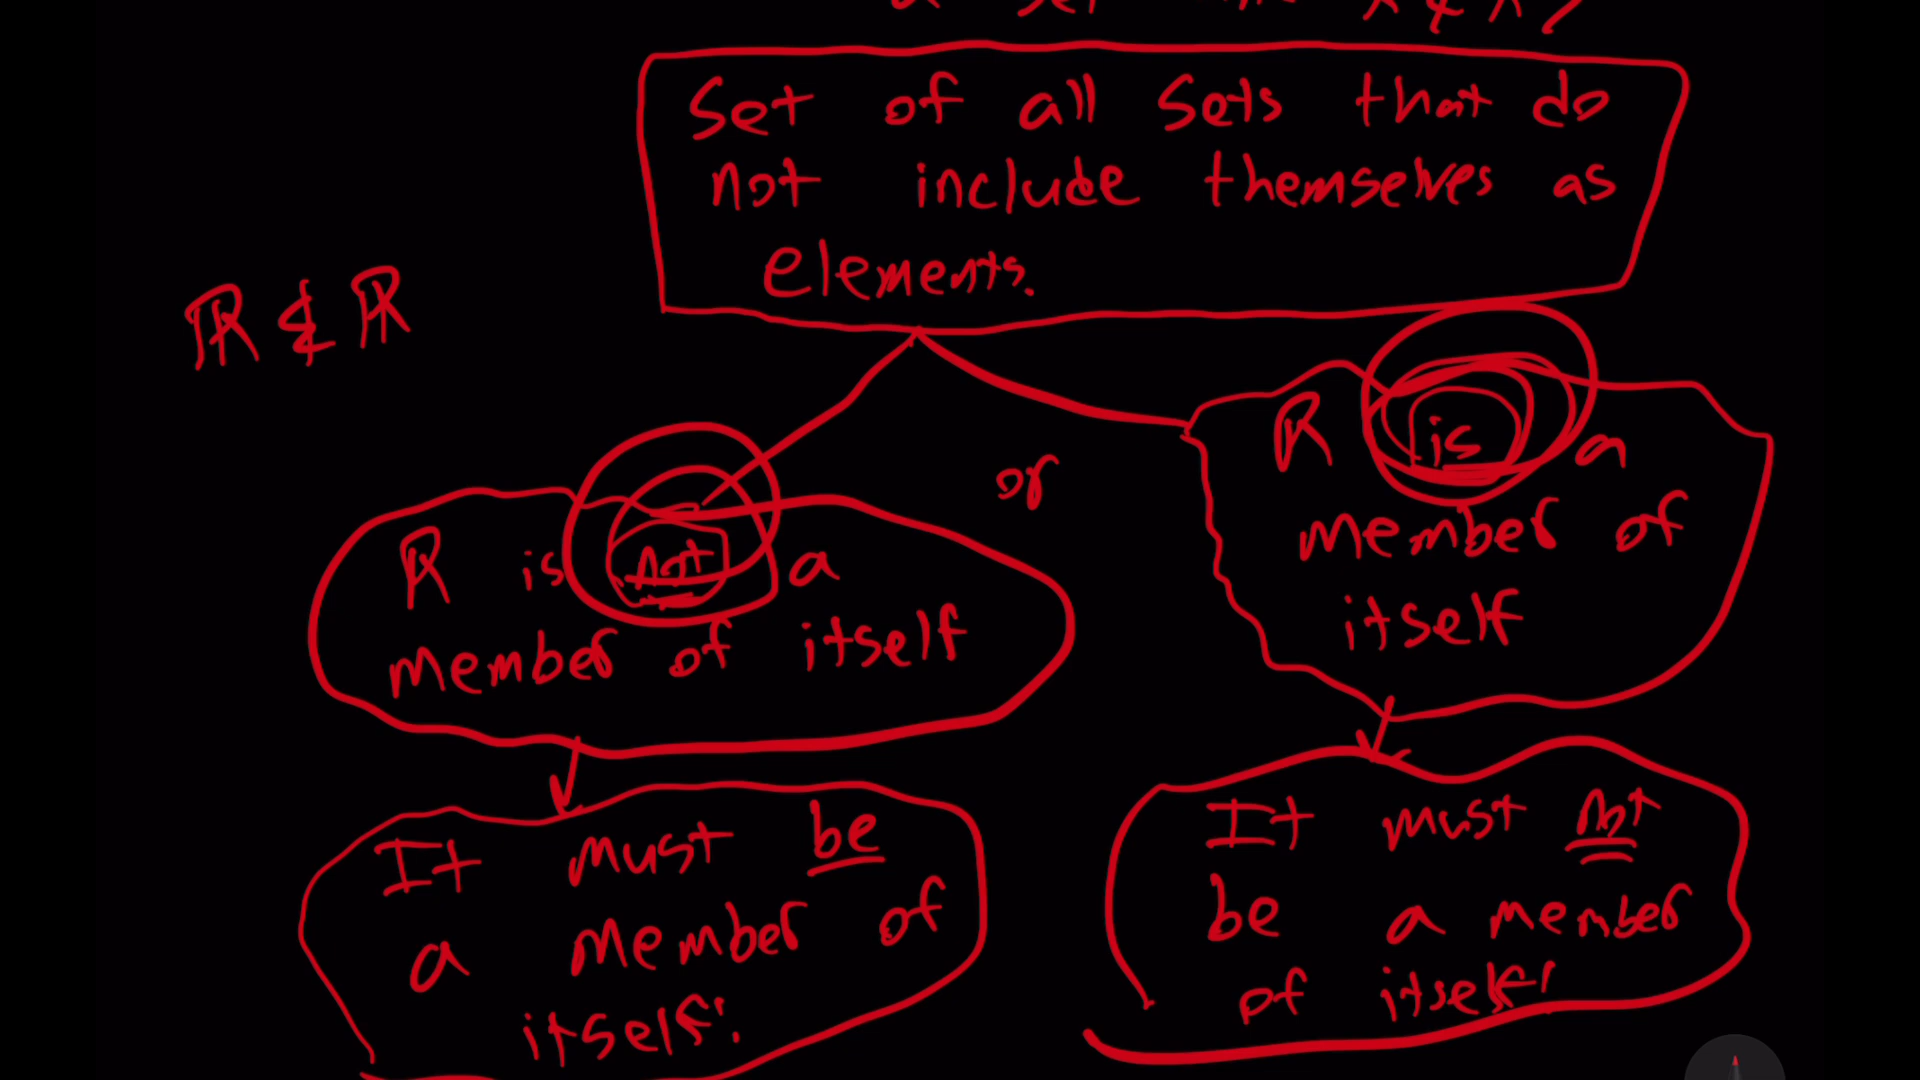 Set of all Sets that do
not include themselves as
elements.
R ∉ R
R is not a
member of itself
or
R is a
member of
itself
It must be
a member of
itself.
It must not
be a member
of itself!